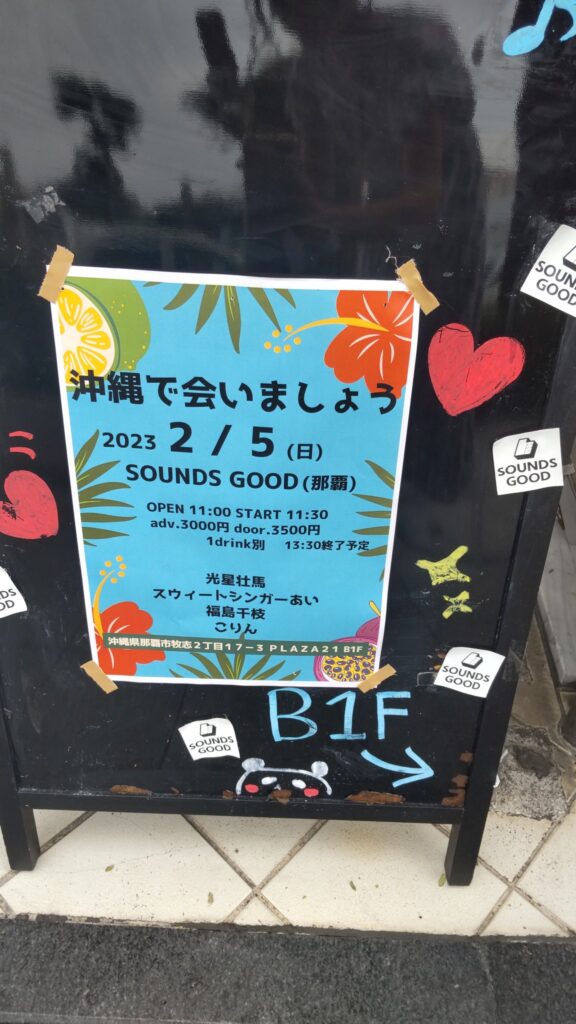 沖縄で会いましょう
2023 2/5 (日)
SOUNDS GOOD (那覇)
OPEN 11:00 START 11:30
adv.3000円 door.3500円
1drink別 13:30終了予定
光星壮馬
スウィートシンガーあい
福島千枝
こりん
沖縄県那覇市牧志2丁目17-3 PLAZA21 B1F
SOUNDS
GOOD
SOUNDS
GOOD
SOUNDS
GOOD
SOUNDS
GOOD
B1F